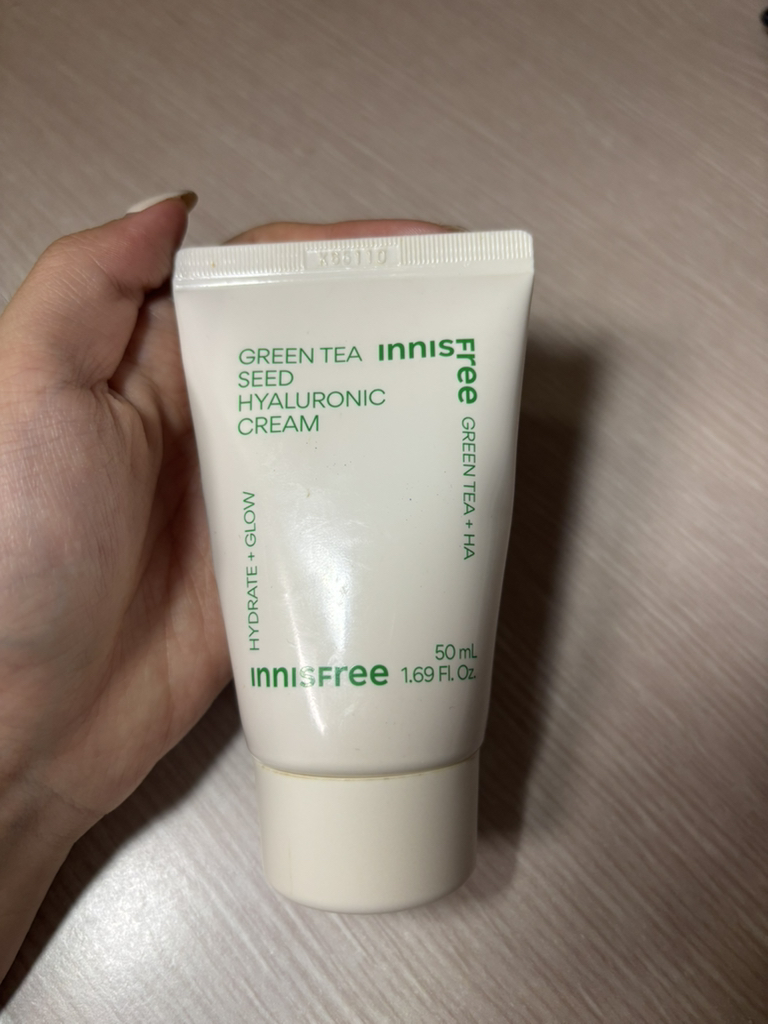 GREEN TEA
SEED
HYALURONIC
CREAM
INNISFree
GREEN TEA + HA
HYDRATE + GLOW
INNISFree
50 mL
1.69 Fl. Oz.